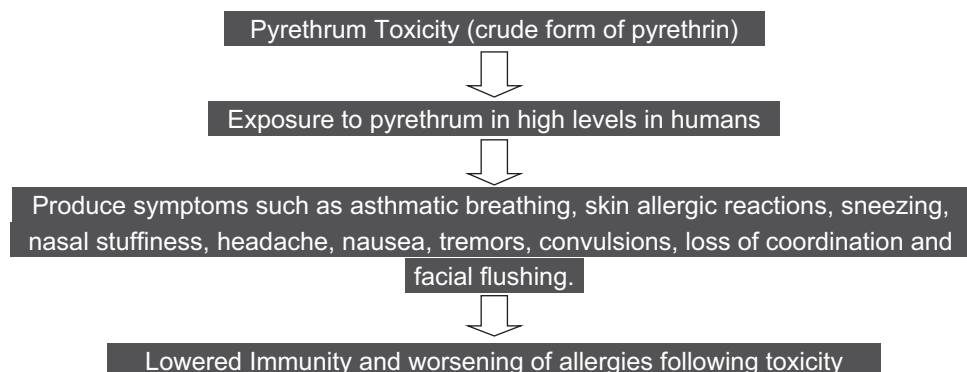 Pyrethrum Toxicity (crude form of pyrethrin)
Exposure to pyrethrum in high levels in humans
Produce symptoms such as asthmatic breathing, skin allergic reactions, sneezing,
nasal stuffiness, headache, nausea, tremors, convulsions, loss of coordination and
facial flushing.
Lowered Immunity and worsening of allergies following toxicity